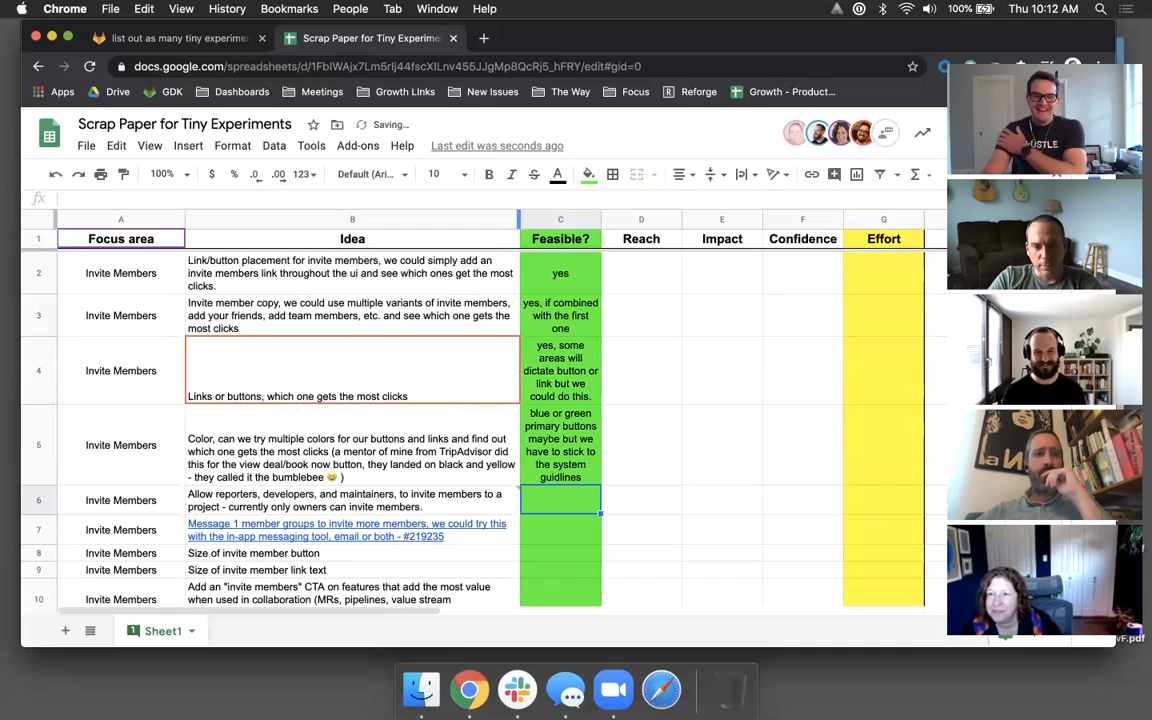 Chrome File Edit View History Bookmarks People Tab Window Help 100% Thu 10:12 AM
list out as many tiny experimen
Scrap Paper for Tiny Experimen
docs.google.com/spreadsheets/d/1FbIWAjx7Lm5rIj44fscXILnv455JJgMp8QcRj5_hFRY/edit#gid=0
Apps Drive GDK Dashboards Meetings Growth LInks New Issues The Way Focus Reforge Growth - Product...
Scrap Paper for Tiny Experiments Saving...
File Edit View Insert Format Data Tools Add-ons Help Last edit was seconds ago
100% $ % .0 .00 123 Default (Ari... 10 B I S A
fx
A B C D E F G
1 Focus area Idea Feasible? Reach Impact Confidence Effort
2 Invite Members
Link/button placement for invite members, we could simply add an
invite members link throughout the ui and see which ones get the most
clicks.
yes
3 Invite Members
Invite member copy, we could use multiple variants of invite members,
add your friends, add team members, etc. and see which one gets the
most clicks
yes, if combined
with the first
one
4 Invite Members
Links or buttons, which one gets the most clicks
yes, some
areas will
dictate button or
link but we
could do this.
5 Invite Members
Color, can we try multiple colors for our buttons and links and find out
which one gets the most clicks (a mentor of mine from TripAdvisor did
this for the view deal/book now button, they landed on black and yellow
- they called it the bumblebee 😄 )
blue or green
primary buttons
maybe but we
have to stick to
the system
guidlines
6 Invite Members
Allow reporters, developers, and maintainers, to invite members to a
project - currently only owners can invite members.
7 Invite Members
Message 1 member groups to invite more members, we could try this
with the in-app messaging tool, email or both - #219235
8 Invite Members Size of invite member button
9 Invite Members Size of invite member link text
10 Invite Members
Add an "invite members" CTA on features that add the most value
when used in collaboration (MRs, pipelines, value stream
Sheet1
HUSTLE
vF.pdf